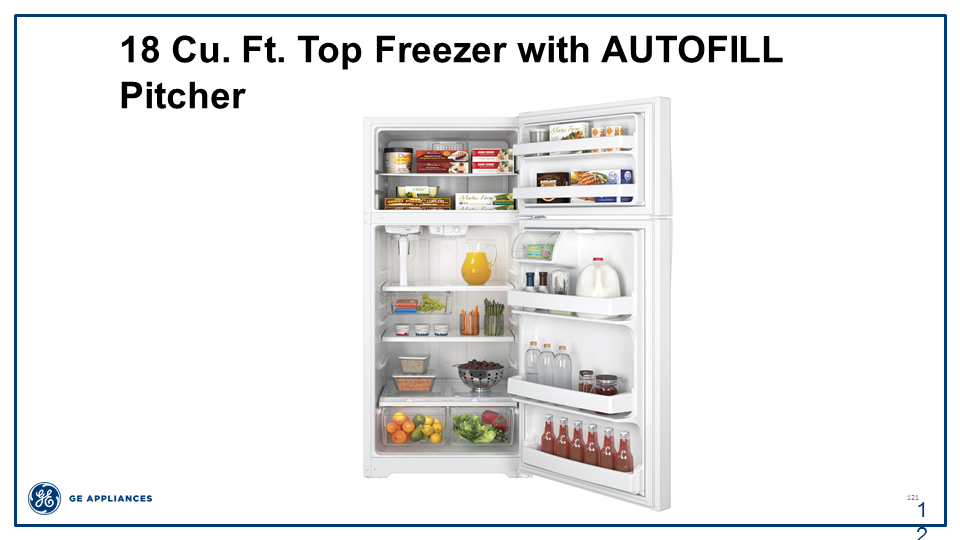 18 Cu. Ft. Top Freezer with AUTOFILL
Pitcher
GE APPLIANCES
121
1
2